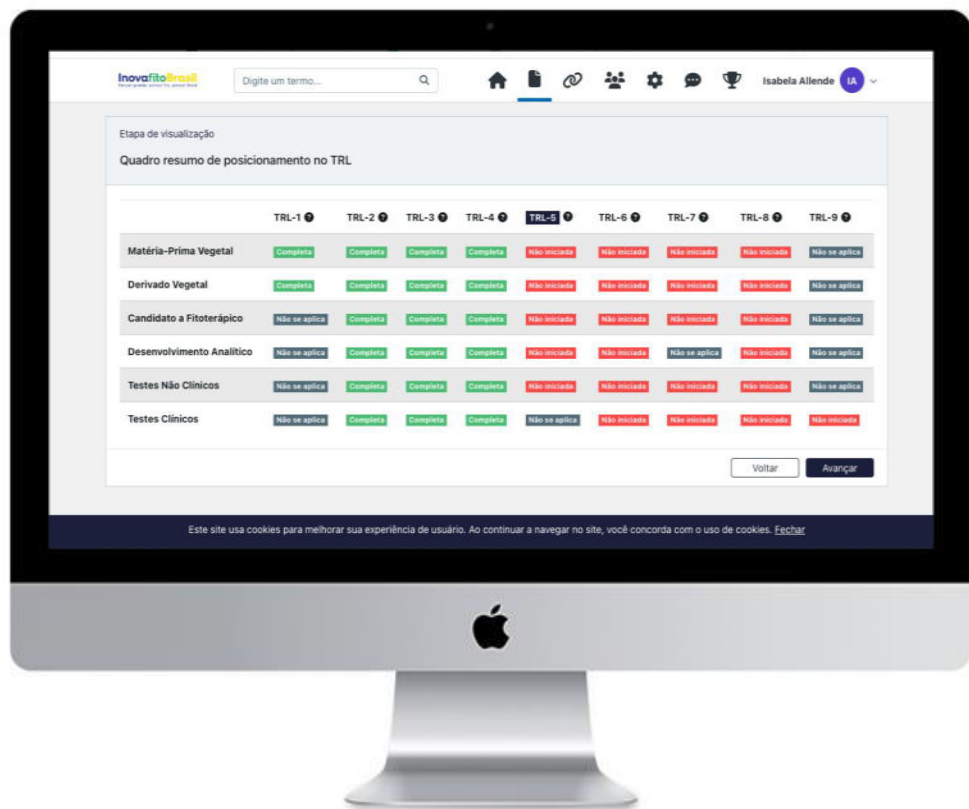 InovafitoBrasil
Digite um termo...
Isabela Allende IA
Etapa de visualização
Quadro resumo de posicionamento no TRL
TRL-1 TRL-2 TRL-3 TRL-4 TRL-5 TRL-6 TRL-7 TRL-8 TRL-9
Matéria-Prima Vegetal Completa Completa Completa Completa Não iniciada Não iniciada Não iniciada Não iniciada Não se aplica
Derivado Vegetal Completa Completa Completa Completa Não iniciada Não iniciada Não iniciada Não iniciada Não se aplica
Candidato a Fitoterápico Não se aplica Completa Completa Completa Não iniciada Não iniciada Não iniciada Não iniciada Não se aplica
Desenvolvimento Analítico Não se aplica Completa Completa Completa Não iniciada Não iniciada Não se aplica Não iniciada Não se aplica
Testes Não Clínicos Não se aplica Completa Completa Completa Não iniciada Não iniciada Não iniciada Não iniciada Não se aplica
Testes Clínicos Não se aplica Completa Completa Completa Não se aplica Não iniciada Não iniciada Não iniciada Não iniciada
Voltar Avançar
Este site usa cookies para melhorar sua experiência de usuário. Ao continuar a navegar no site, você concorda com o uso de cookies. Fechar